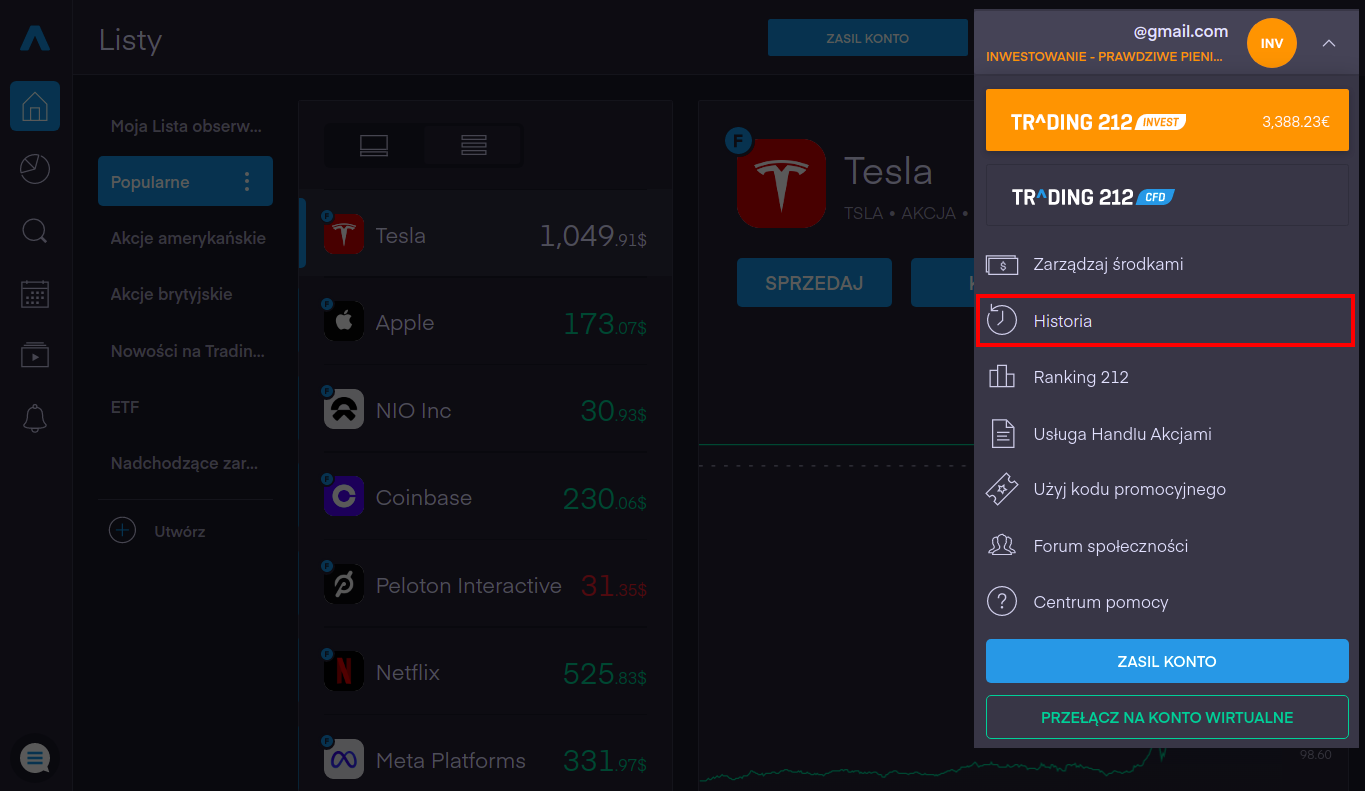 Listy
ZASIL KONTO
@gmail.com
INWESTOWANIE - PRAWDZIWE PIENI...
INV
Moja Lista obserw...
Popularne
Akcje amerykańskie
Akcje brytyjskie
Nowości na Tradin...
ETF
Nadchodzące zar...
Utwórz
F
Tesla
1,049.91$
F
Apple
173.07$
F
NIO Inc
30.93$
F
Coinbase
230.06$
F
Peloton Interactive
31.35$
F
Netflix
525.83$
F
Meta Platforms
331.97$
F
Tesla
TSLA • AKCJA •
SPRZEDAJ
K
TRADING 212 INVEST
3,388.23€
TRADING 212 CFD
Zarządzaj środkami
Historia
Ranking 212
Usługa Handlu Akcjami
Użyj kodu promocyjnego
Forum społeczności
Centrum pomocy
ZASIL KONTO
PRZEŁĄCZ NA KONTO WIRTUALNE
98.60